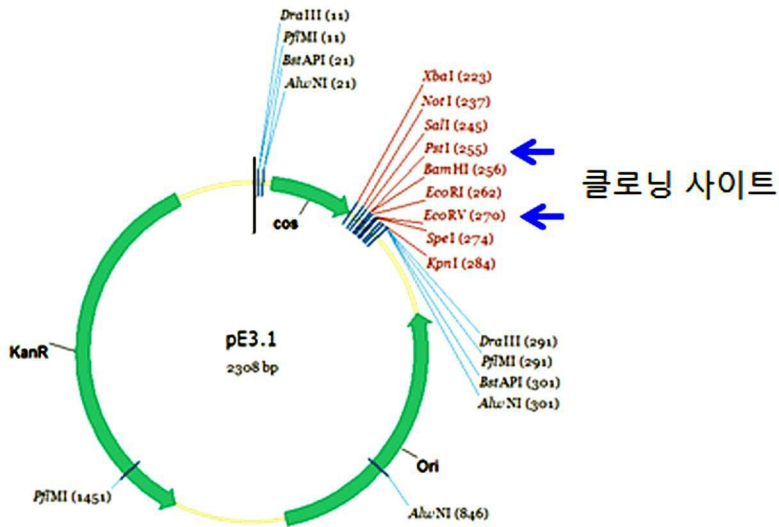 DraIII (11)
PflMI (11)
BstAPI (21)
AlwNI (21)
XbaI (223)
NotI (237)
SalI (245)
PstI (255)
BamHI (256)
EcoRI (262)
EcoRV (270)
SpeI (274)
KpnI (284)
클로닝 사이트
cos
KanR
pE3.1
2308 bp
DraIII (291)
PflMI (291)
BstAPI (301)
AlwNI (301)
Ori
PflMI (1451)
AlwNI (846)